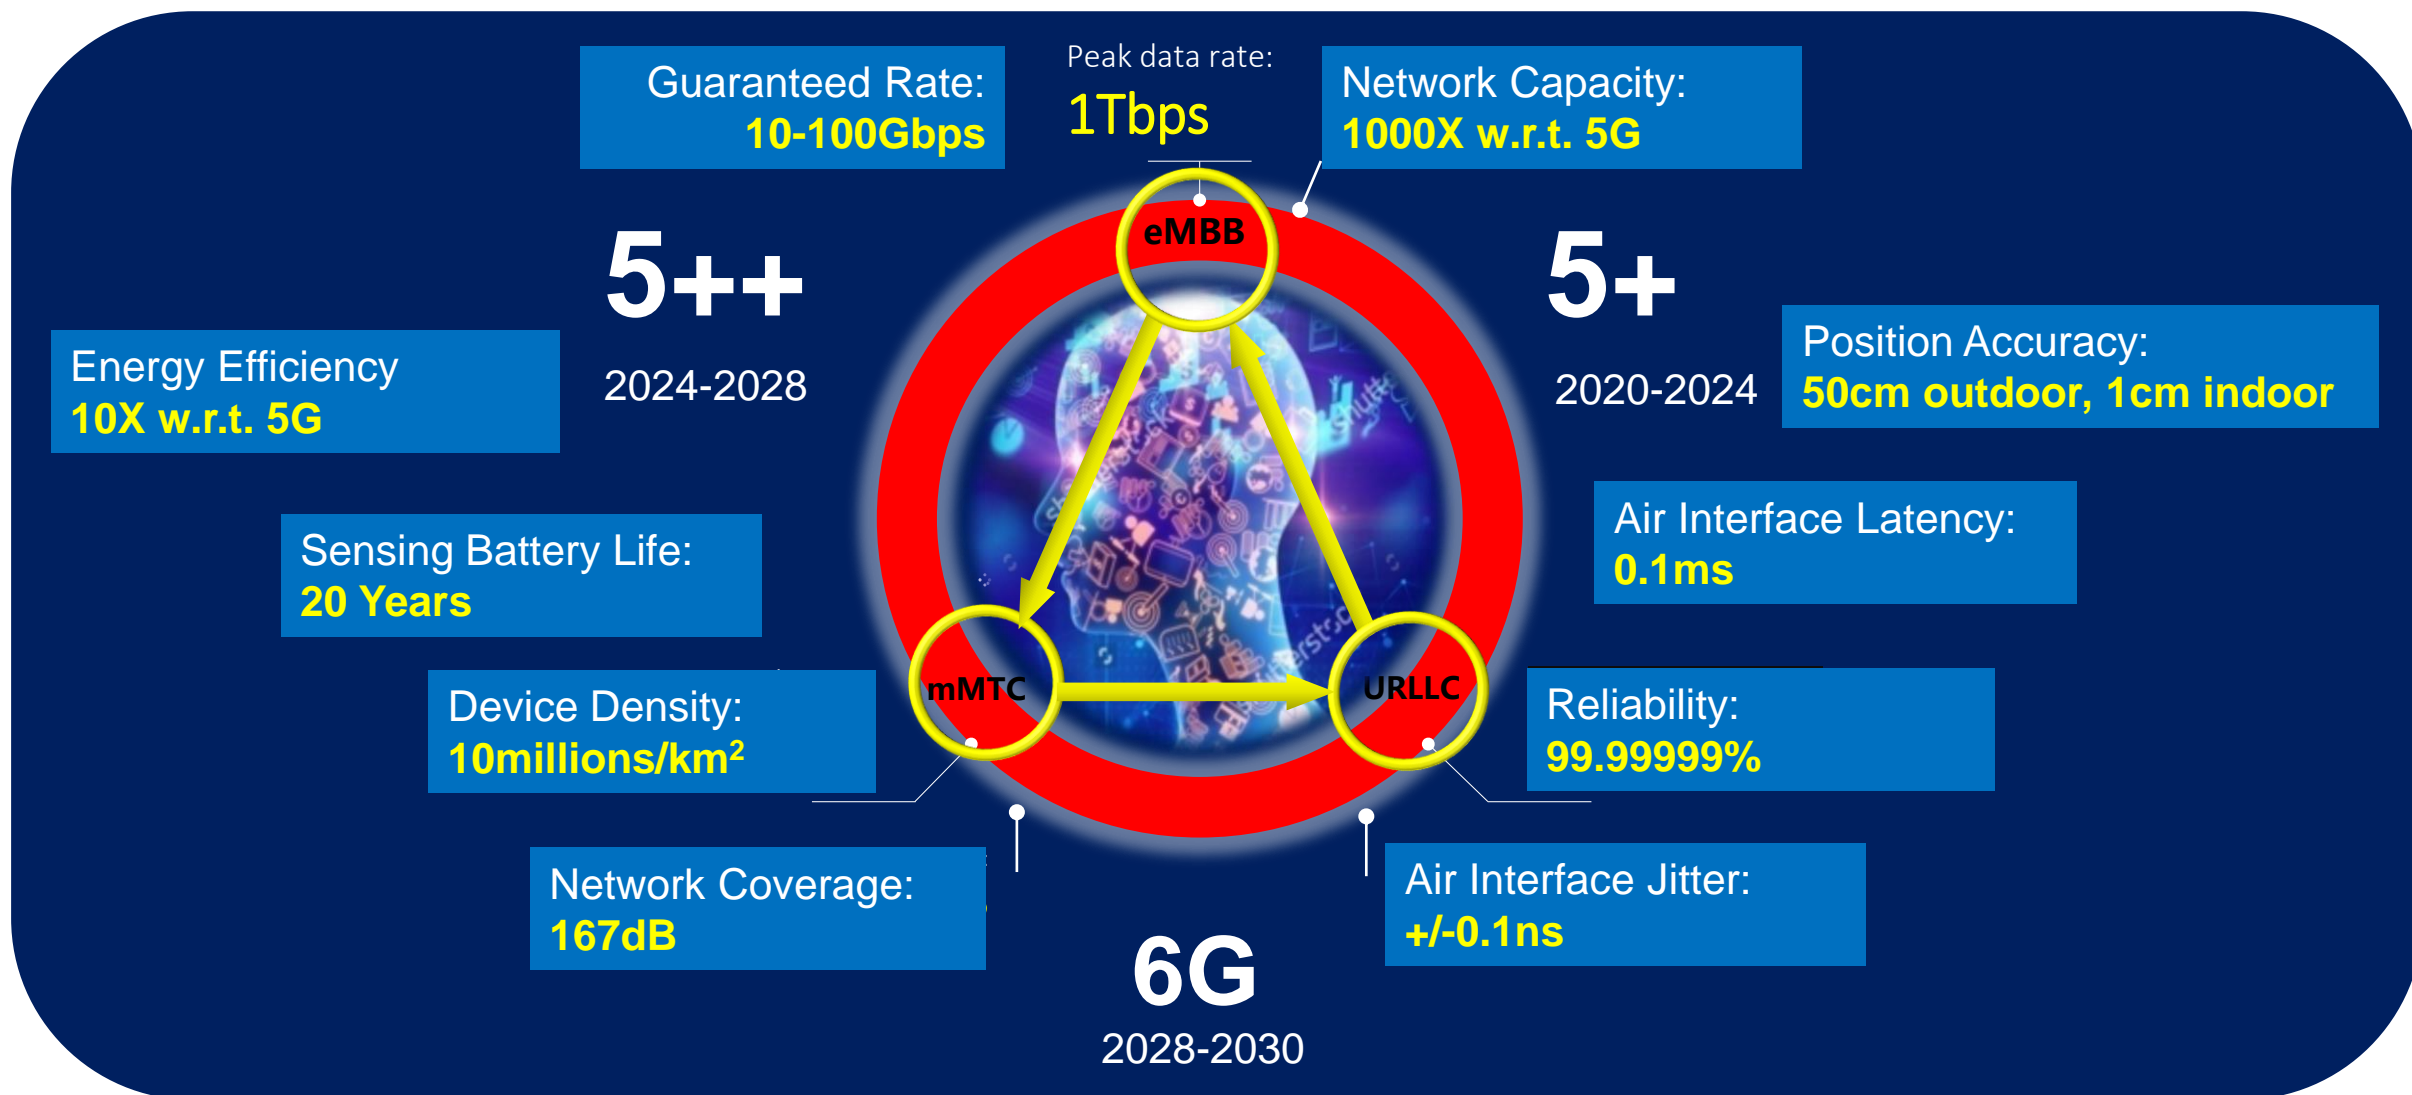 Guaranteed Rate:
10-100Gbps
Peak data rate:
1Tbps
Network Capacity:
1000X w.r.t. 5G
eMBB
5++
2024-2028
5+
2020-2024
Energy Efficiency
10X w.r.t. 5G
Position Accuracy:
50cm outdoor, 1cm indoor
Sensing Battery Life:
20 Years
Air Interface Latency:
0.1ms
mMTC
URLLC
Device Density:
10millions/km²
Reliability:
99.99999%
Network Coverage:
167dB
Air Interface Jitter:
+/-0.1ns
6G
2028-2030